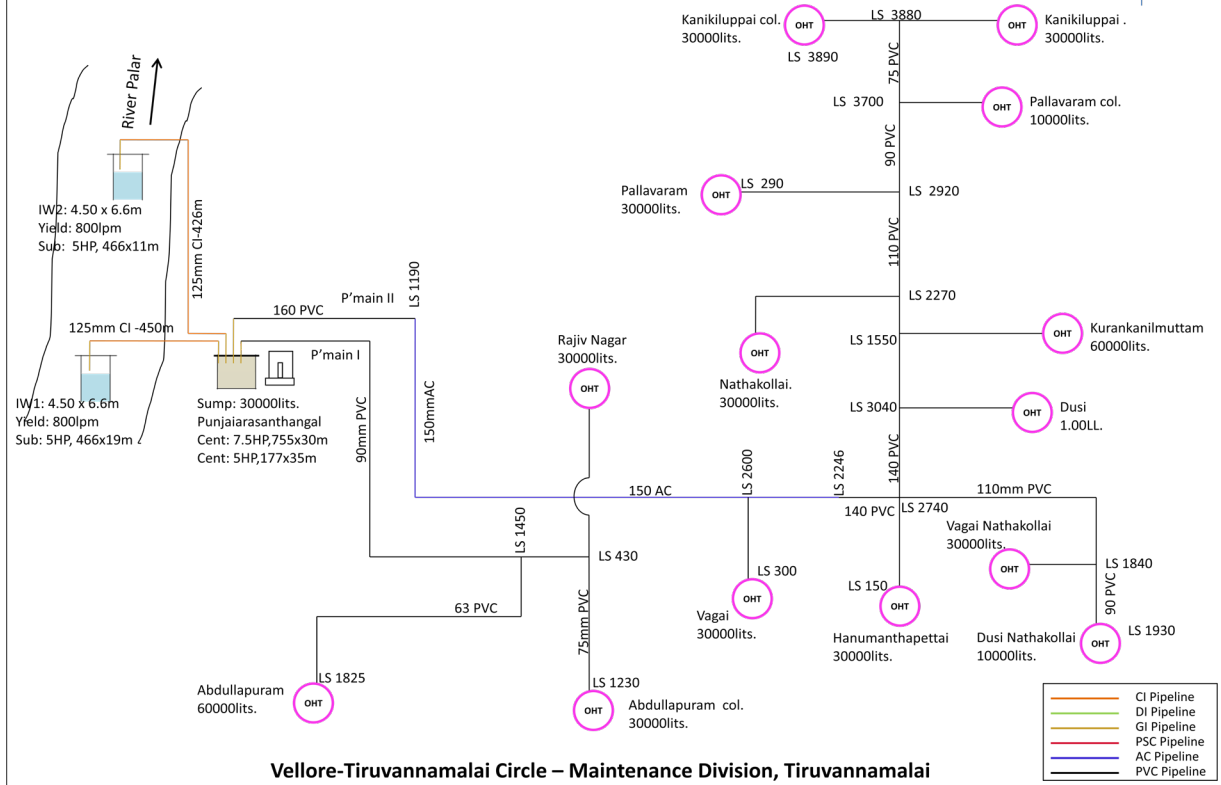 Kanikiluppai col.
30000lits.
OHT
LS 3880
LS 3890
OHT
Kanikiluppai .
30000lits.
75 PVC
LS 3700
OHT
Pallavaram col.
10000lits.
90 PVC
Pallavaram
30000lits.
OHT
LS 290
LS 2920
110 PVC
LS 2270
LS 1550
OHT
Kurankanilmuttam
60000lits.
OHT
Nathakollai.
30000lits.
LS 3040
OHT
Dusi
1.00LL.
140 PVC
River Palar
IW2: 4.50 x 6.6m
Yield: 800lpm
Sub: 5HP, 466x11m
125mm CI-426m
125mm CI -450m
IW1: 4.50 x 6.6m
Yield: 800lpm
Sub: 5HP, 466x19m
Sump: 30000lits.
Punjaiarasanthangal
Cent: 7.5HP,755x30m
Cent: 5HP,177x35m
160 PVC
P'main II
LS 1190
P'main I
90mm PVC
150mmAC
Rajiv Nagar
30000lits.
OHT
150 AC
LS 2600
LS 2246
140 PVC
LS 2740
110mm PVC
LS 1450
LS 430
63 PVC
75mm PVC
LS 300
OHT
Vagai
30000lits.
LS 150
OHT
Hanumanthapettai
30000lits.
Vagai Nathakollai
30000lits.
OHT
LS 1840
90 PVC
Dusi Nathakollai
10000lits.
OHT
LS 1930
Abdullapuram
60000lits.
OHT
LS 1825
LS 1230
OHT
Abdullapuram col.
30000lits.
CI Pipeline
DI Pipeline
GI Pipeline
PSC Pipeline
AC Pipeline
PVC Pipeline
Vellore-Tiruvannamalai Circle – Maintenance Division, Tiruvannamalai